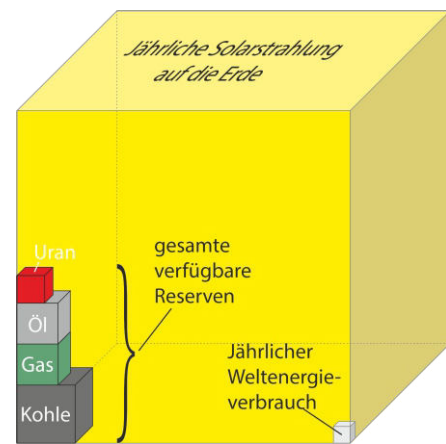 Jährliche Solarstrahlung
auf die Erde
Uran
Öl
Gas
Kohle
gesamte
verfügbare
Reserven
Jährlicher
Weltenergie-
verbrauch